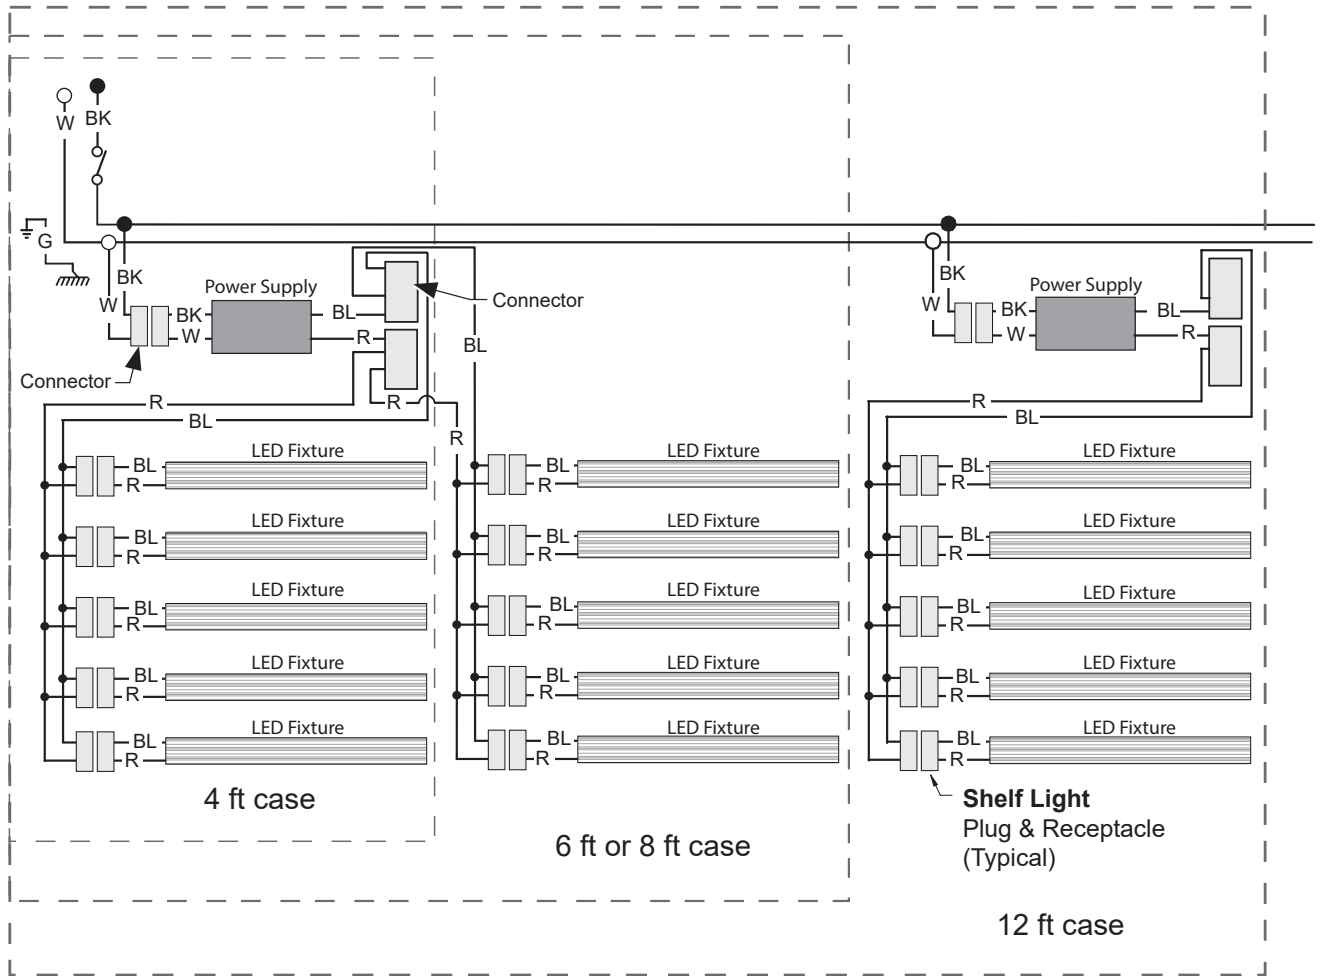 W
BK
G
BK
W
Power Supply
BK
W
BL
R
Connector
Connector
BL
R
BL
R
R
BK
W
Power Supply
BK
W
BL
R
R
BL
LED Fixture
BL
R
LED Fixture
BL
R
LED Fixture
BL
R
LED Fixture
BL
R
LED Fixture
BL
R
4 ft case
LED Fixture
BL
R
LED Fixture
BL
R
LED Fixture
BL
R
LED Fixture
BL
R
LED Fixture
BL
R
6 ft or 8 ft case
LED Fixture
BL
R
LED Fixture
BL
R
LED Fixture
BL
R
LED Fixture
BL
R
LED Fixture
BL
R
Shelf Light
Plug & Receptacle
(Typical)
12 ft case